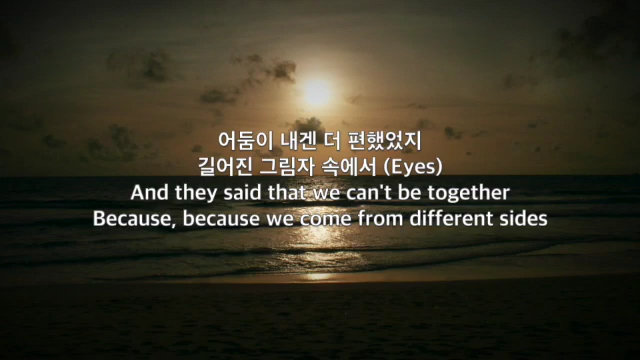 어둠이 내겐 더 편했었지
길어진 그림자 속에서 (Eyes)
And they said that we can't be together
Because, because we come from different sides